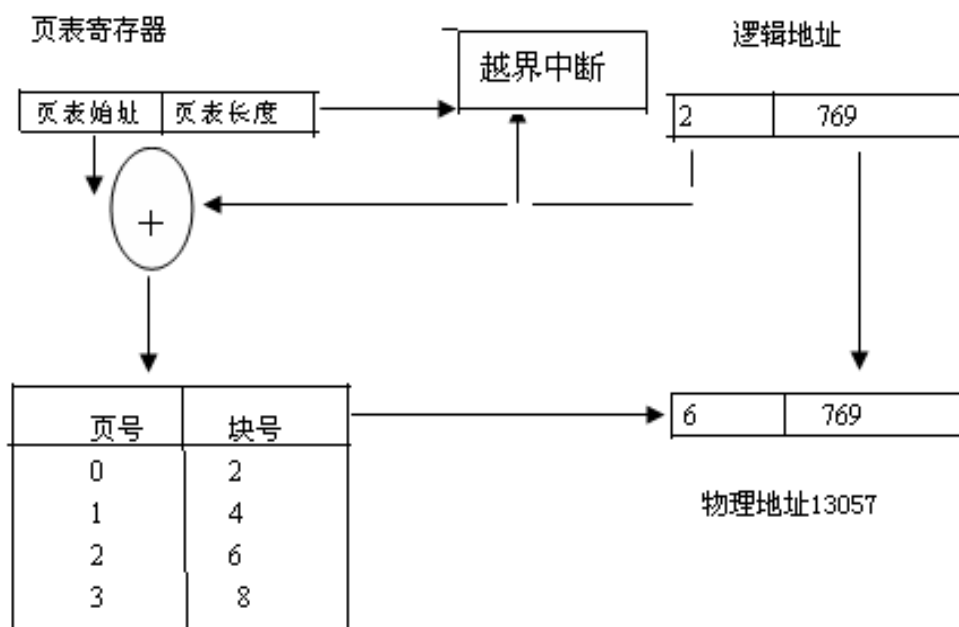 页表寄存器
越界中断
逻辑地址
页表始址 页表长度
2 769
+
页号 块号
0 2
1 4
2 6
3 8
6 769
物理地址13057